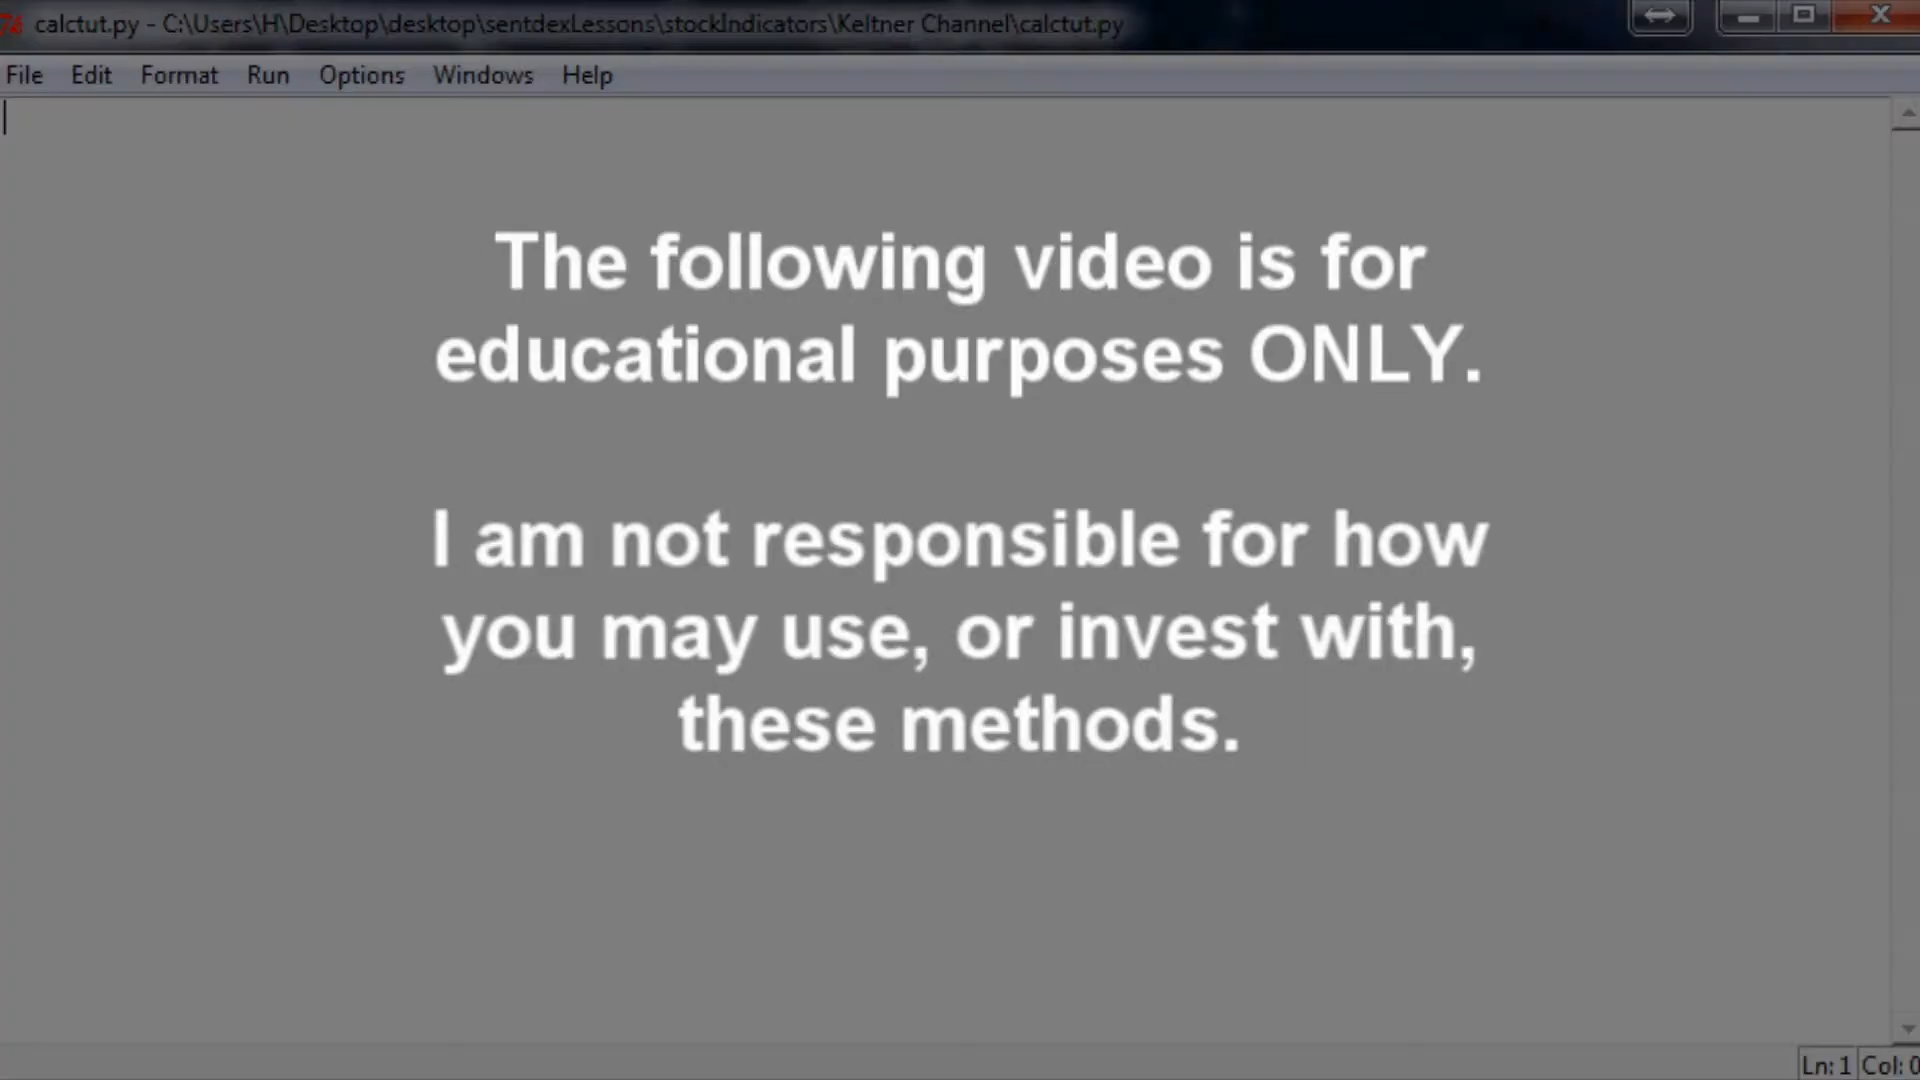 calctut.py - C:\Users\H\Desktop\desktop\sentdexLessons\stockIndicators\Keltner Channel\calctut.py
File Edit Format Run Options Windows Help
The following video is for
educational purposes ONLY.
I am not responsible for how
you may use, or invest with,
these methods.
Ln: 1 Col: 0